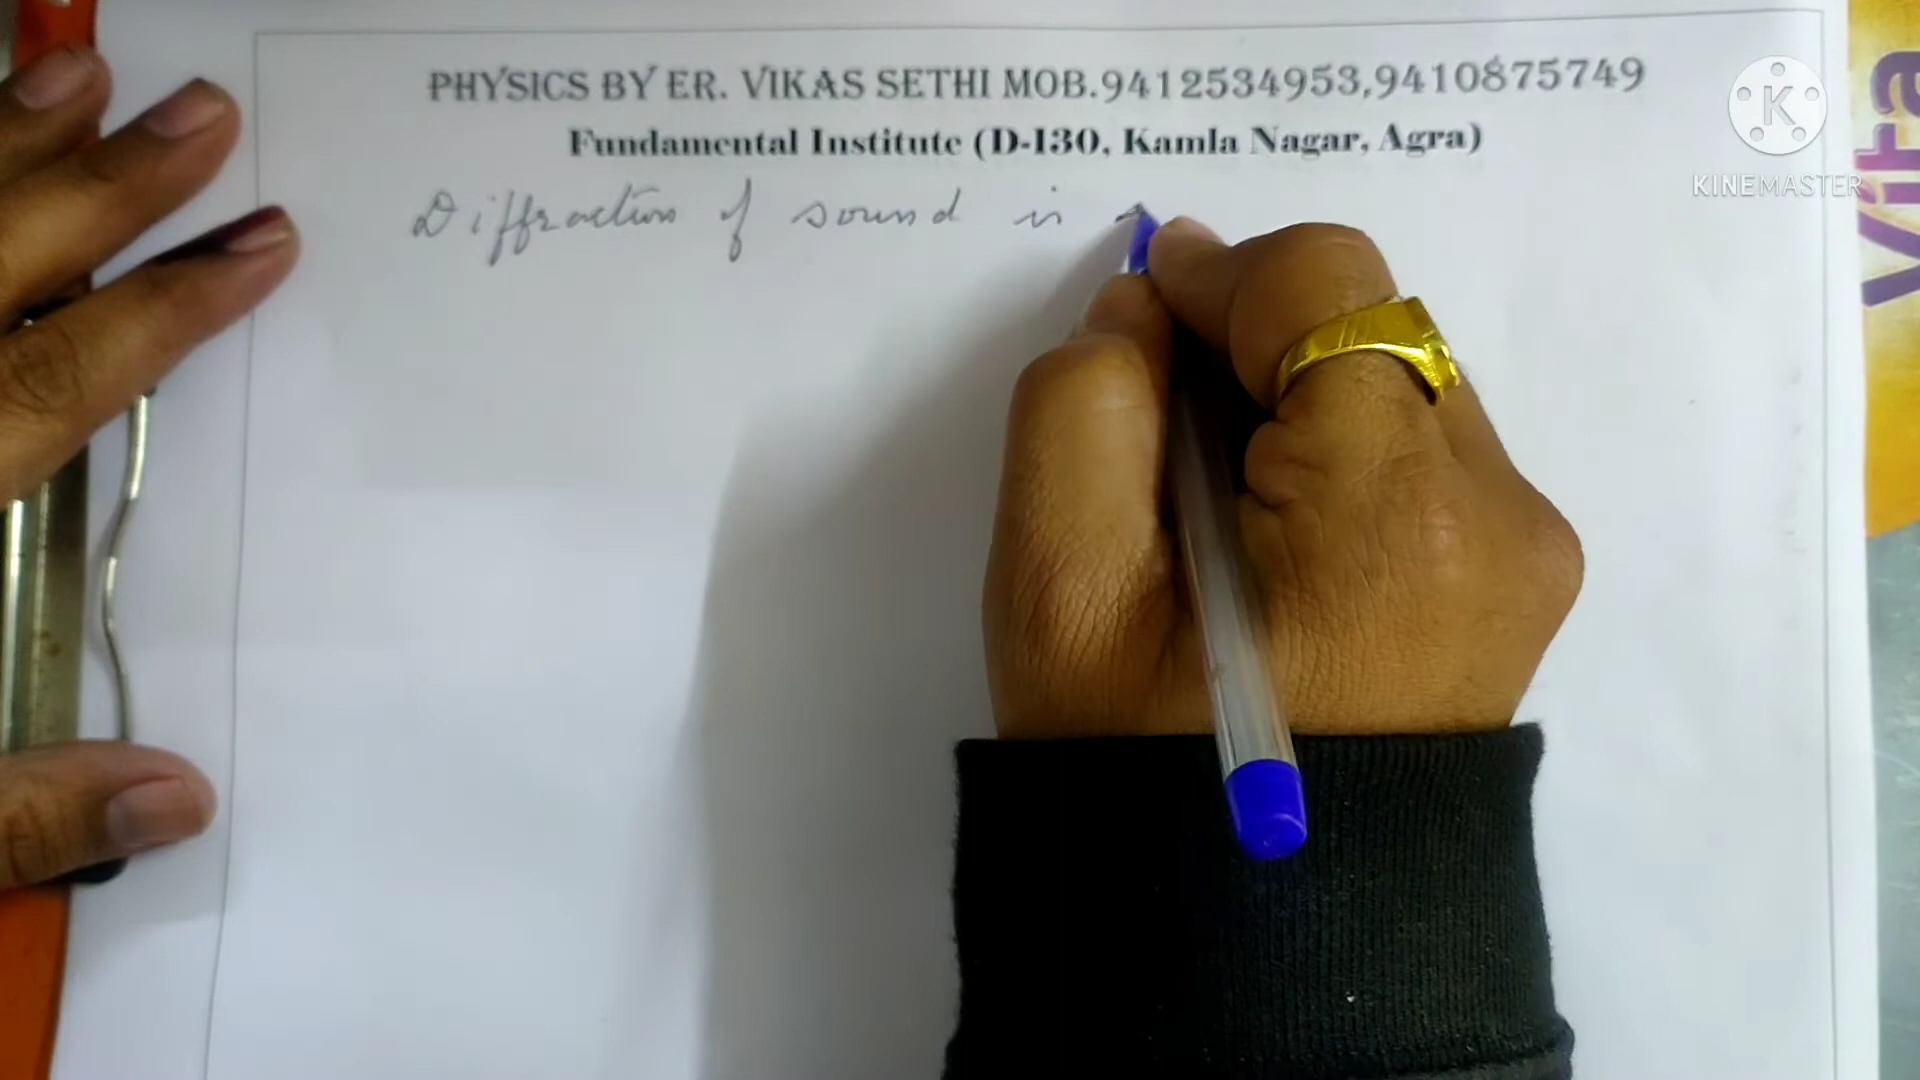 PHYSICS BY ER. VIKAS SETHI MOB.9412534953,9410875749
Fundamental Institute (D-130, Kamla Nagar, Agra)
Diffraction of sound is
K
KINEMASTER
Vita